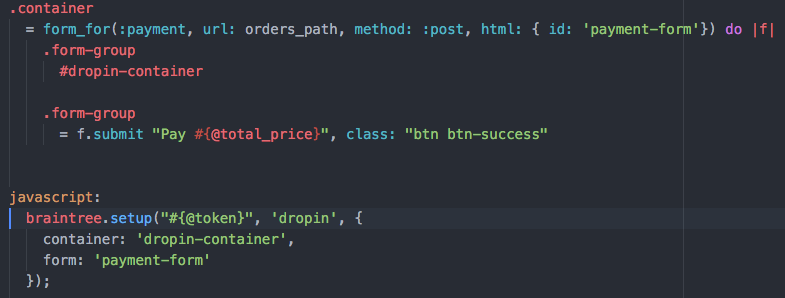 .container
  = form_for(:payment, url: orders_path, method: :post, html: { id: 'payment-form'}) do |f|
    .form-group
      #dropin-container
    .form-group
      = f.submit "Pay #{@total_price}", class: "btn btn-success"
javascript:
  braintree.setup("#{@token}", 'dropin', {
    container: 'dropin-container',
    form: 'payment-form'
  });